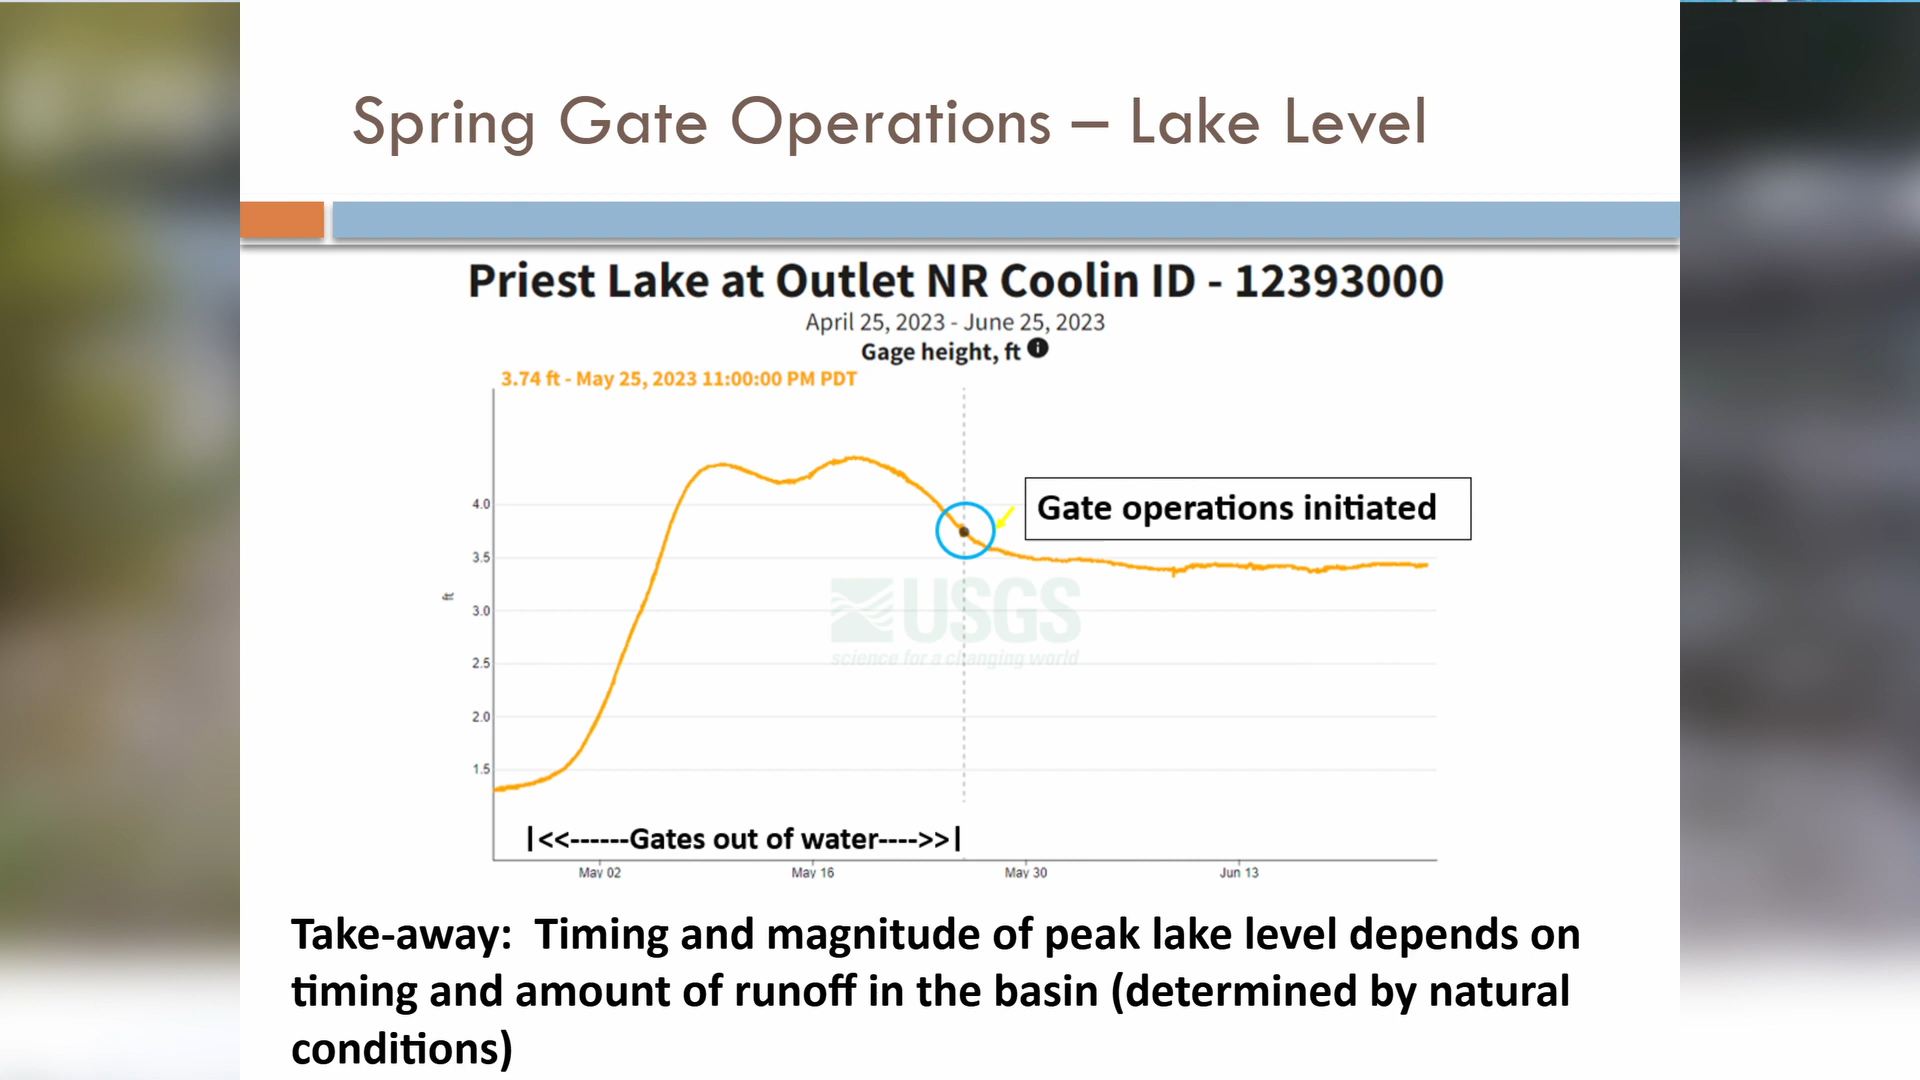 Spring Gate Operations – Lake Level
Priest Lake at Outlet NR Coolin ID - 12393000
April 25, 2023 - June 25, 2023
Gage height, ft i
3.74 ft - May 25, 2023 11:00:00 PM PDT
4.0
Gate operations initiated
3.5
ft
3.0
2.5
2.0
1.5
USGS
science for a changing world
|<<------Gates out of water---->>|
May 02 May 16 May 30 Jun 13
Take-away:  Timing and magnitude of peak lake level depends on
timing and amount of runoff in the basin (determined by natural
conditions)